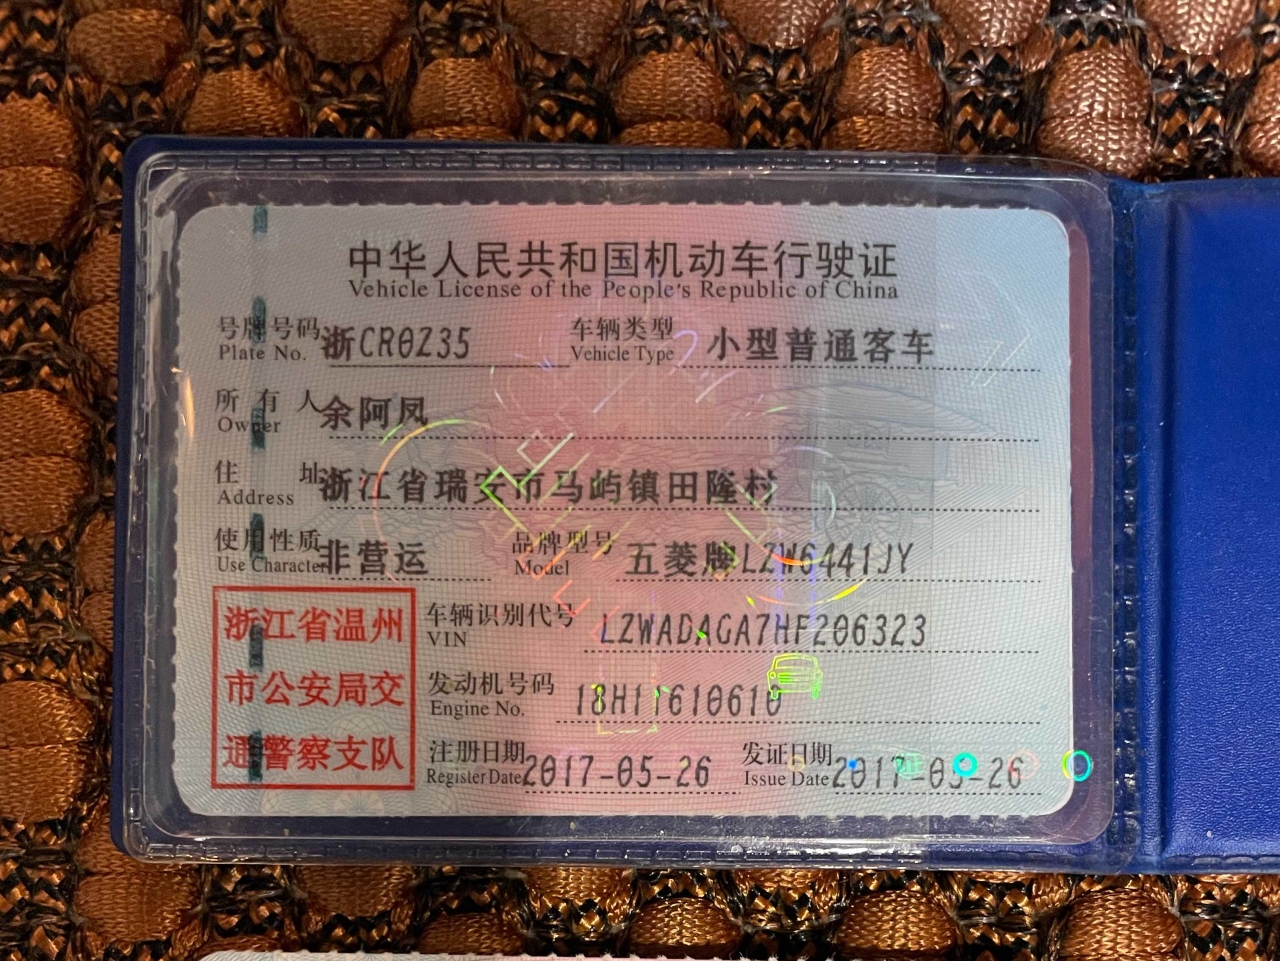 中华人民共和国机动车行驶证
Vehicle License of the People's Republic of China
号牌号码 浙CR0Z35 车辆类型 小型普通客车
Plate No. Vehicle Type
所有人 余阿凤
Owner
住址 浙江省瑞安市马屿镇田隆村
Address
使用性质 非营运 品牌型号 五菱牌LZW6441JY
Use Character Model
浙江省温州
市公安局交
通警察支队
车辆识别代号 LZWADAGA7HF206323
VIN
发动机号码 18H11610610
Engine No.
注册日期 2017-05-26 发证日期 2017-05-26
Register Date Issue Date